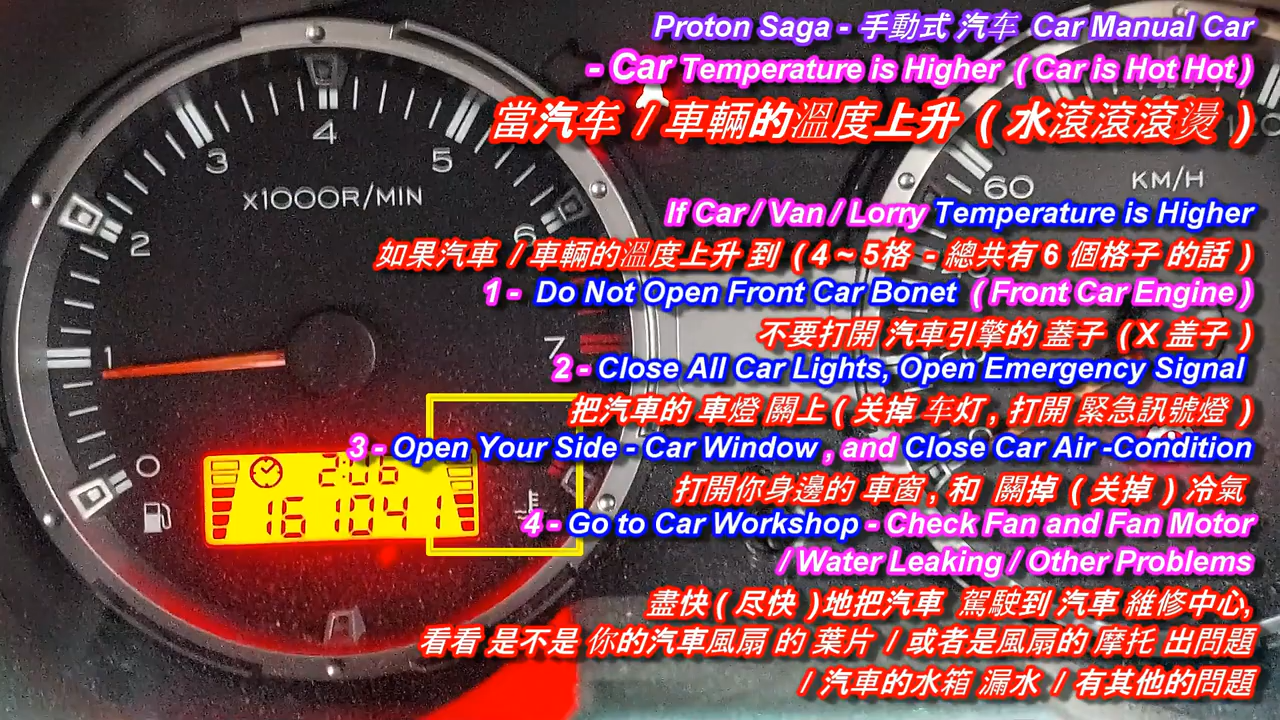 Proton Saga - 手動式 汽车 Car Manual Car
- Car Temperature is Higher ( Car is Hot Hot )
當汽车 / 車輛的溫度上升 ( 水滾滾滾燙 )
If Car / Van / Lorry Temperature is Higher
如果汽車 / 車輛的溫度上升 到 ( 4 ~ 5格 - 總共有 6 個格子 的話 )
1 - Do Not Open Front Car Bonet ( Front Car Engine )
不要打開 汽車引擎的 蓋子 ( X 盖子 )
2 - Close All Car Lights, Open Emergency Signal
把汽車的 車燈 關上 ( 关掉 车灯 , 打開 緊急訊號燈 )
3 - Open Your Side - Car Window , and Close Car Air -Condition
打開你身邊的 車窗 , 和 關掉 ( 关掉 ) 冷氣
4 - Go to Car Workshop - Check Fan and Fan Motor
/ Water Leaking / Other Problems
盡快 ( 尽快 )地把汽車 駕駛到 汽車 維修中心,
看看 是不是 你的汽車風扇 的 葉片 / 或者是風扇的 摩托 出問題
/ 汽車的水箱 漏水 / 有其他的問題
0
1
2
3
4
5
6
7
x1000R/MIN
2:06
161041
60
KM/H
120